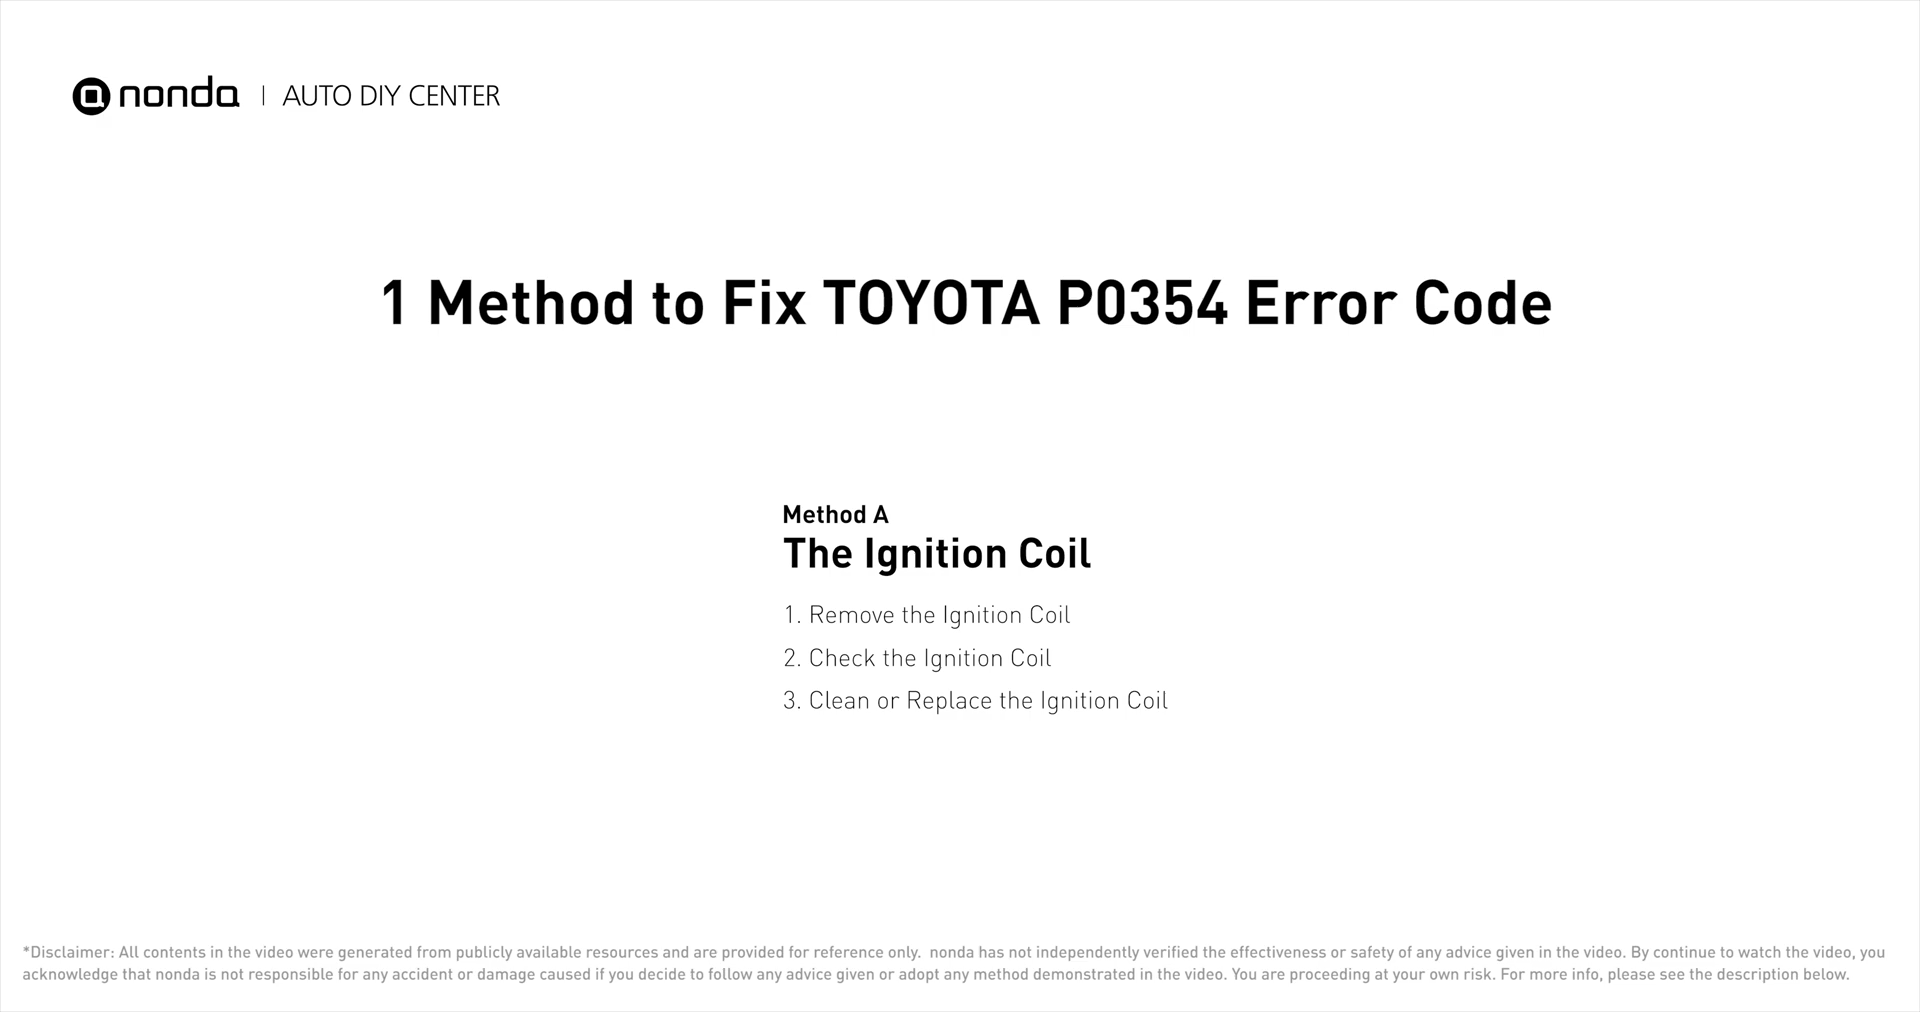 nonda | AUTO DIY CENTER
1 Method to Fix TOYOTA P0354 Error Code
Method A
The Ignition Coil
1. Remove the Ignition Coil
2. Check the Ignition Coil
3. Clean or Replace the Ignition Coil
*Disclaimer: All contents in the video were generated from publicly available resources and are provided for reference only.  nonda has not independently verified the effectiveness or safety of any advice given in the video. By continue to watch the video, you
acknowledge that nonda is not responsible for any accident or damage caused if you decide to follow any advice given or adopt any method demonstrated in the video. You are proceeding at your own risk. For more info, please see the description below.